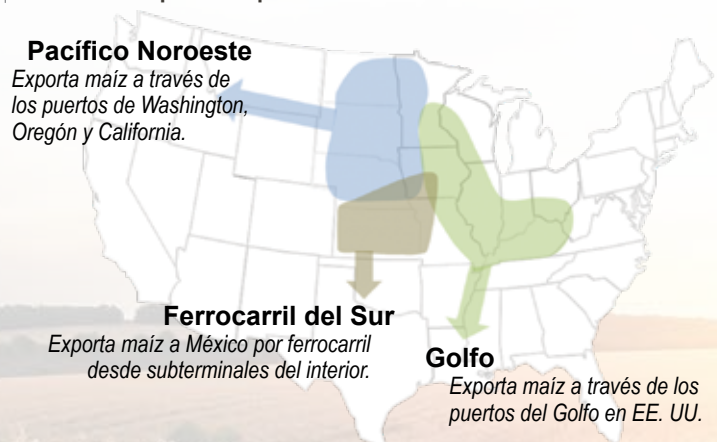 Pacífico Noroeste
Exporta maíz a través de
los puertos de Washington,
Oregón y California.
Ferrocarril del Sur
Exporta maíz a México por ferrocarril
desde subterminales del interior.
Golfo
Exporta maíz a través de los
puertos del Golfo en EE. UU.